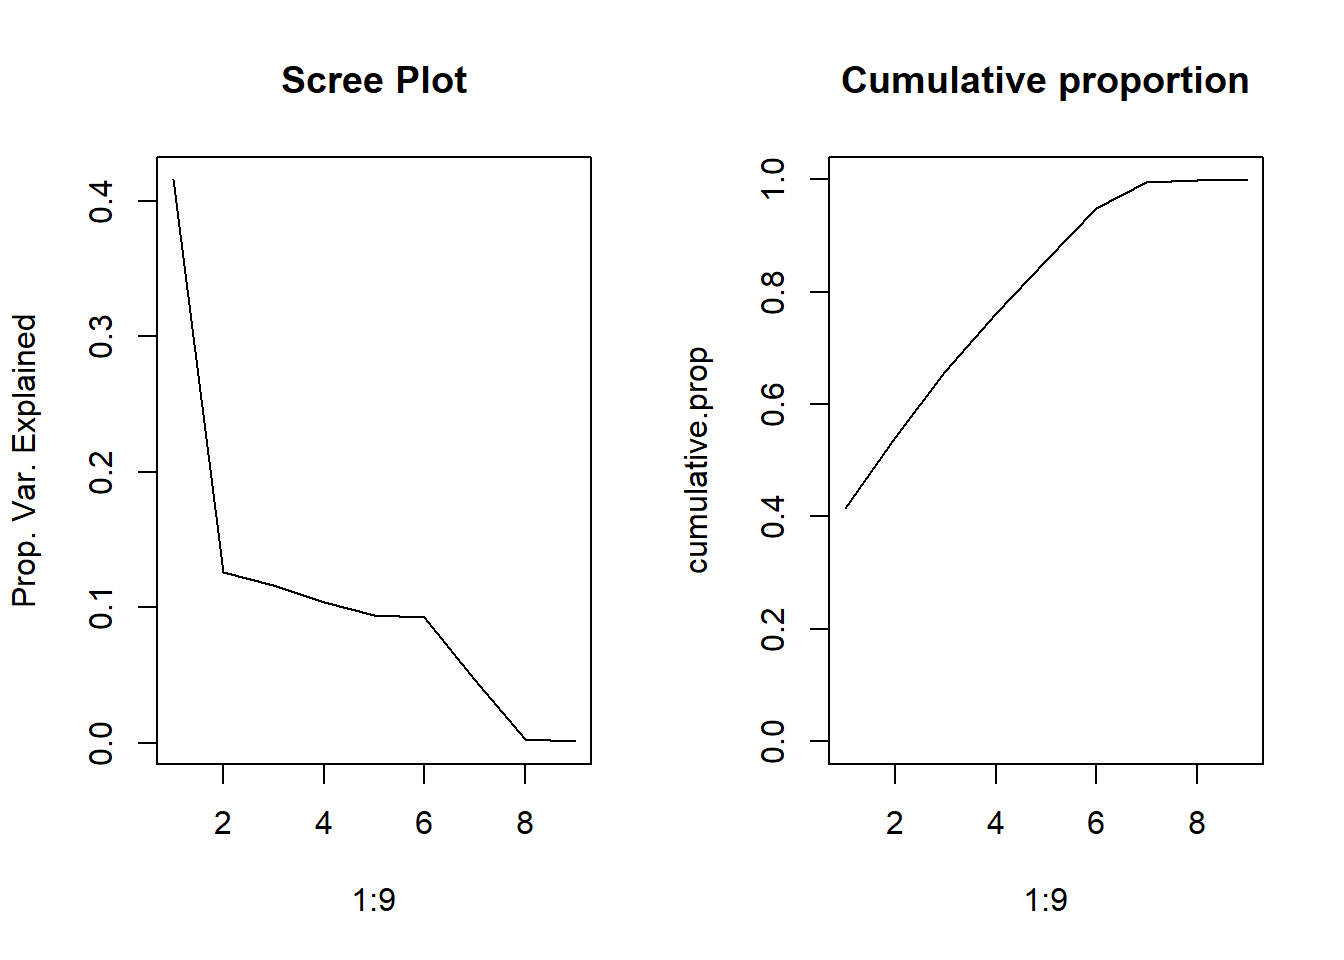 Scree Plot
Prop. Var. Explained
0.4
0.3
0.2
0.1
0.0
2 4 6 8
1:9
Cumulative proportion
cumulative.prop
1.0
0.8
0.6
0.4
0.2
0.0
2 4 6 8
1:9